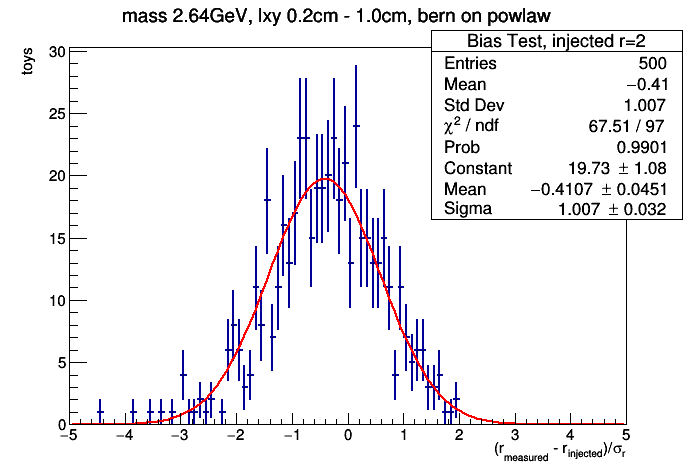 mass 2.64GeV, lxy 0.2cm - 1.0cm, bern on powlaw
toys
Bias Test, injected r=2
Entries 500
Mean −0.41
Std Dev 1.007
χ² / ndf 67.51 / 97
Prob 0.9901
Constant 19.73 ± 1.08
Mean −0.4107 ± 0.0451
Sigma 1.007 ± 0.032
30
25
20
15
10
5
0
−5 −4 −3 −2 −1 0 1 2 3 4 5
(r_measured - r_injected)/σ_r